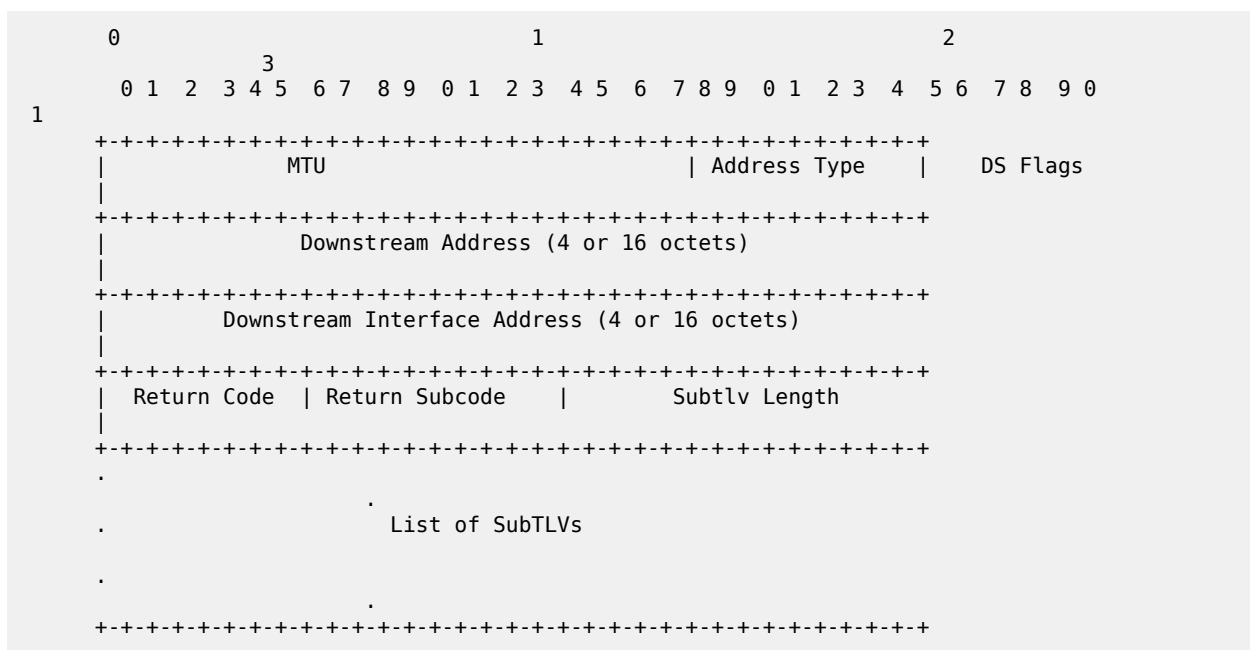 0 1 2
3
0 1 2 3 4 5 6 7 8 9 0 1 2 3 4 5 6 7 8 9 0 1 2 3 4 5 6 7 8 9 0
1
+-+-+-+-+-+-+-+-+-+-+-+-+-+-+-+-+-+-+-+-+-+-+-+-+-+-+-+-+-+-+-+-+
| MTU | Address Type | DS Flags
|
+-+-+-+-+-+-+-+-+-+-+-+-+-+-+-+-+-+-+-+-+-+-+-+-+-+-+-+-+-+-+-+-+
| Downstream Address (4 or 16 octets)
|
+-+-+-+-+-+-+-+-+-+-+-+-+-+-+-+-+-+-+-+-+-+-+-+-+-+-+-+-+-+-+-+-+
| Downstream Interface Address (4 or 16 octets)
|
+-+-+-+-+-+-+-+-+-+-+-+-+-+-+-+-+-+-+-+-+-+-+-+-+-+-+-+-+-+-+-+-+
| Return Code | Return Subcode | Subtlv Length
|
+-+-+-+-+-+-+-+-+-+-+-+-+-+-+-+-+-+-+-+-+-+-+-+-+-+-+-+-+-+-+-+-+
.
.
. List of SubTLVs
.
.
+-+-+-+-+-+-+-+-+-+-+-+-+-+-+-+-+-+-+-+-+-+-+-+-+-+-+-+-+-+-+-+-+